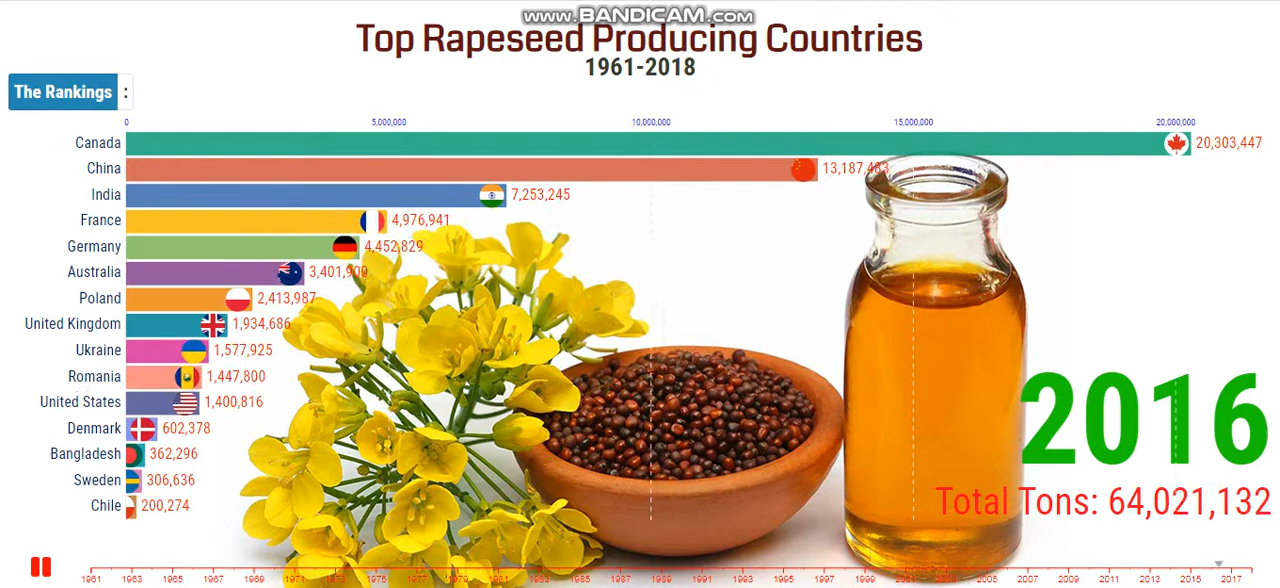 www.BANDICAM.com
Top Rapeseed Producing Countries
1961-2018
The Rankings :
0 5,000,000 10,000,000 15,000,000 20,000,000
Canada 20,303,447
China 13,187,483
India 7,253,245
France 4,976,941
Germany 4,452,829
Australia 3,401,900
Poland 2,413,987
United Kingdom 1,934,686
Ukraine 1,577,925
Romania 1,447,800
United States 1,400,816
Denmark 602,378
Bangladesh 362,296
Sweden 306,636
Chile 200,274
2016
Total Tons: 64,021,132
1961 1963 1965 1967 1969 1971 1973 1975 1977 1979 1981 1983 1985 1987 1989 1991 1993 1995 1997 1999 2001 2003 2005 2007 2009 2011 2013 2015 2017